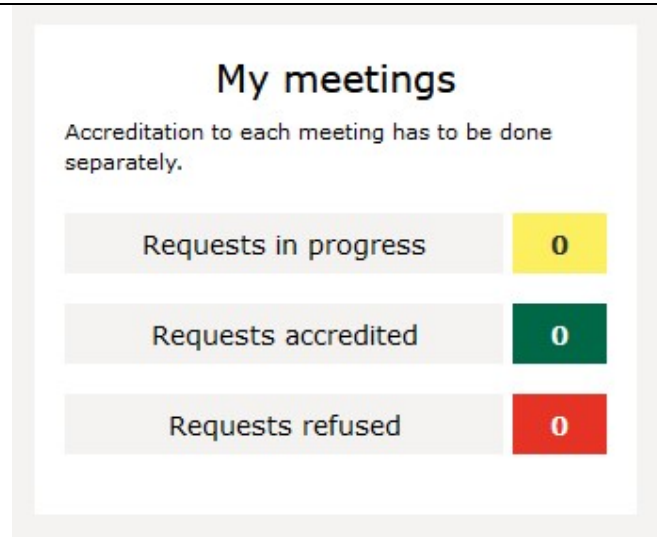 My meetings
Accreditation to each meeting has to be done
separately.
Requests in progress 0
Requests accredited 0
Requests refused 0